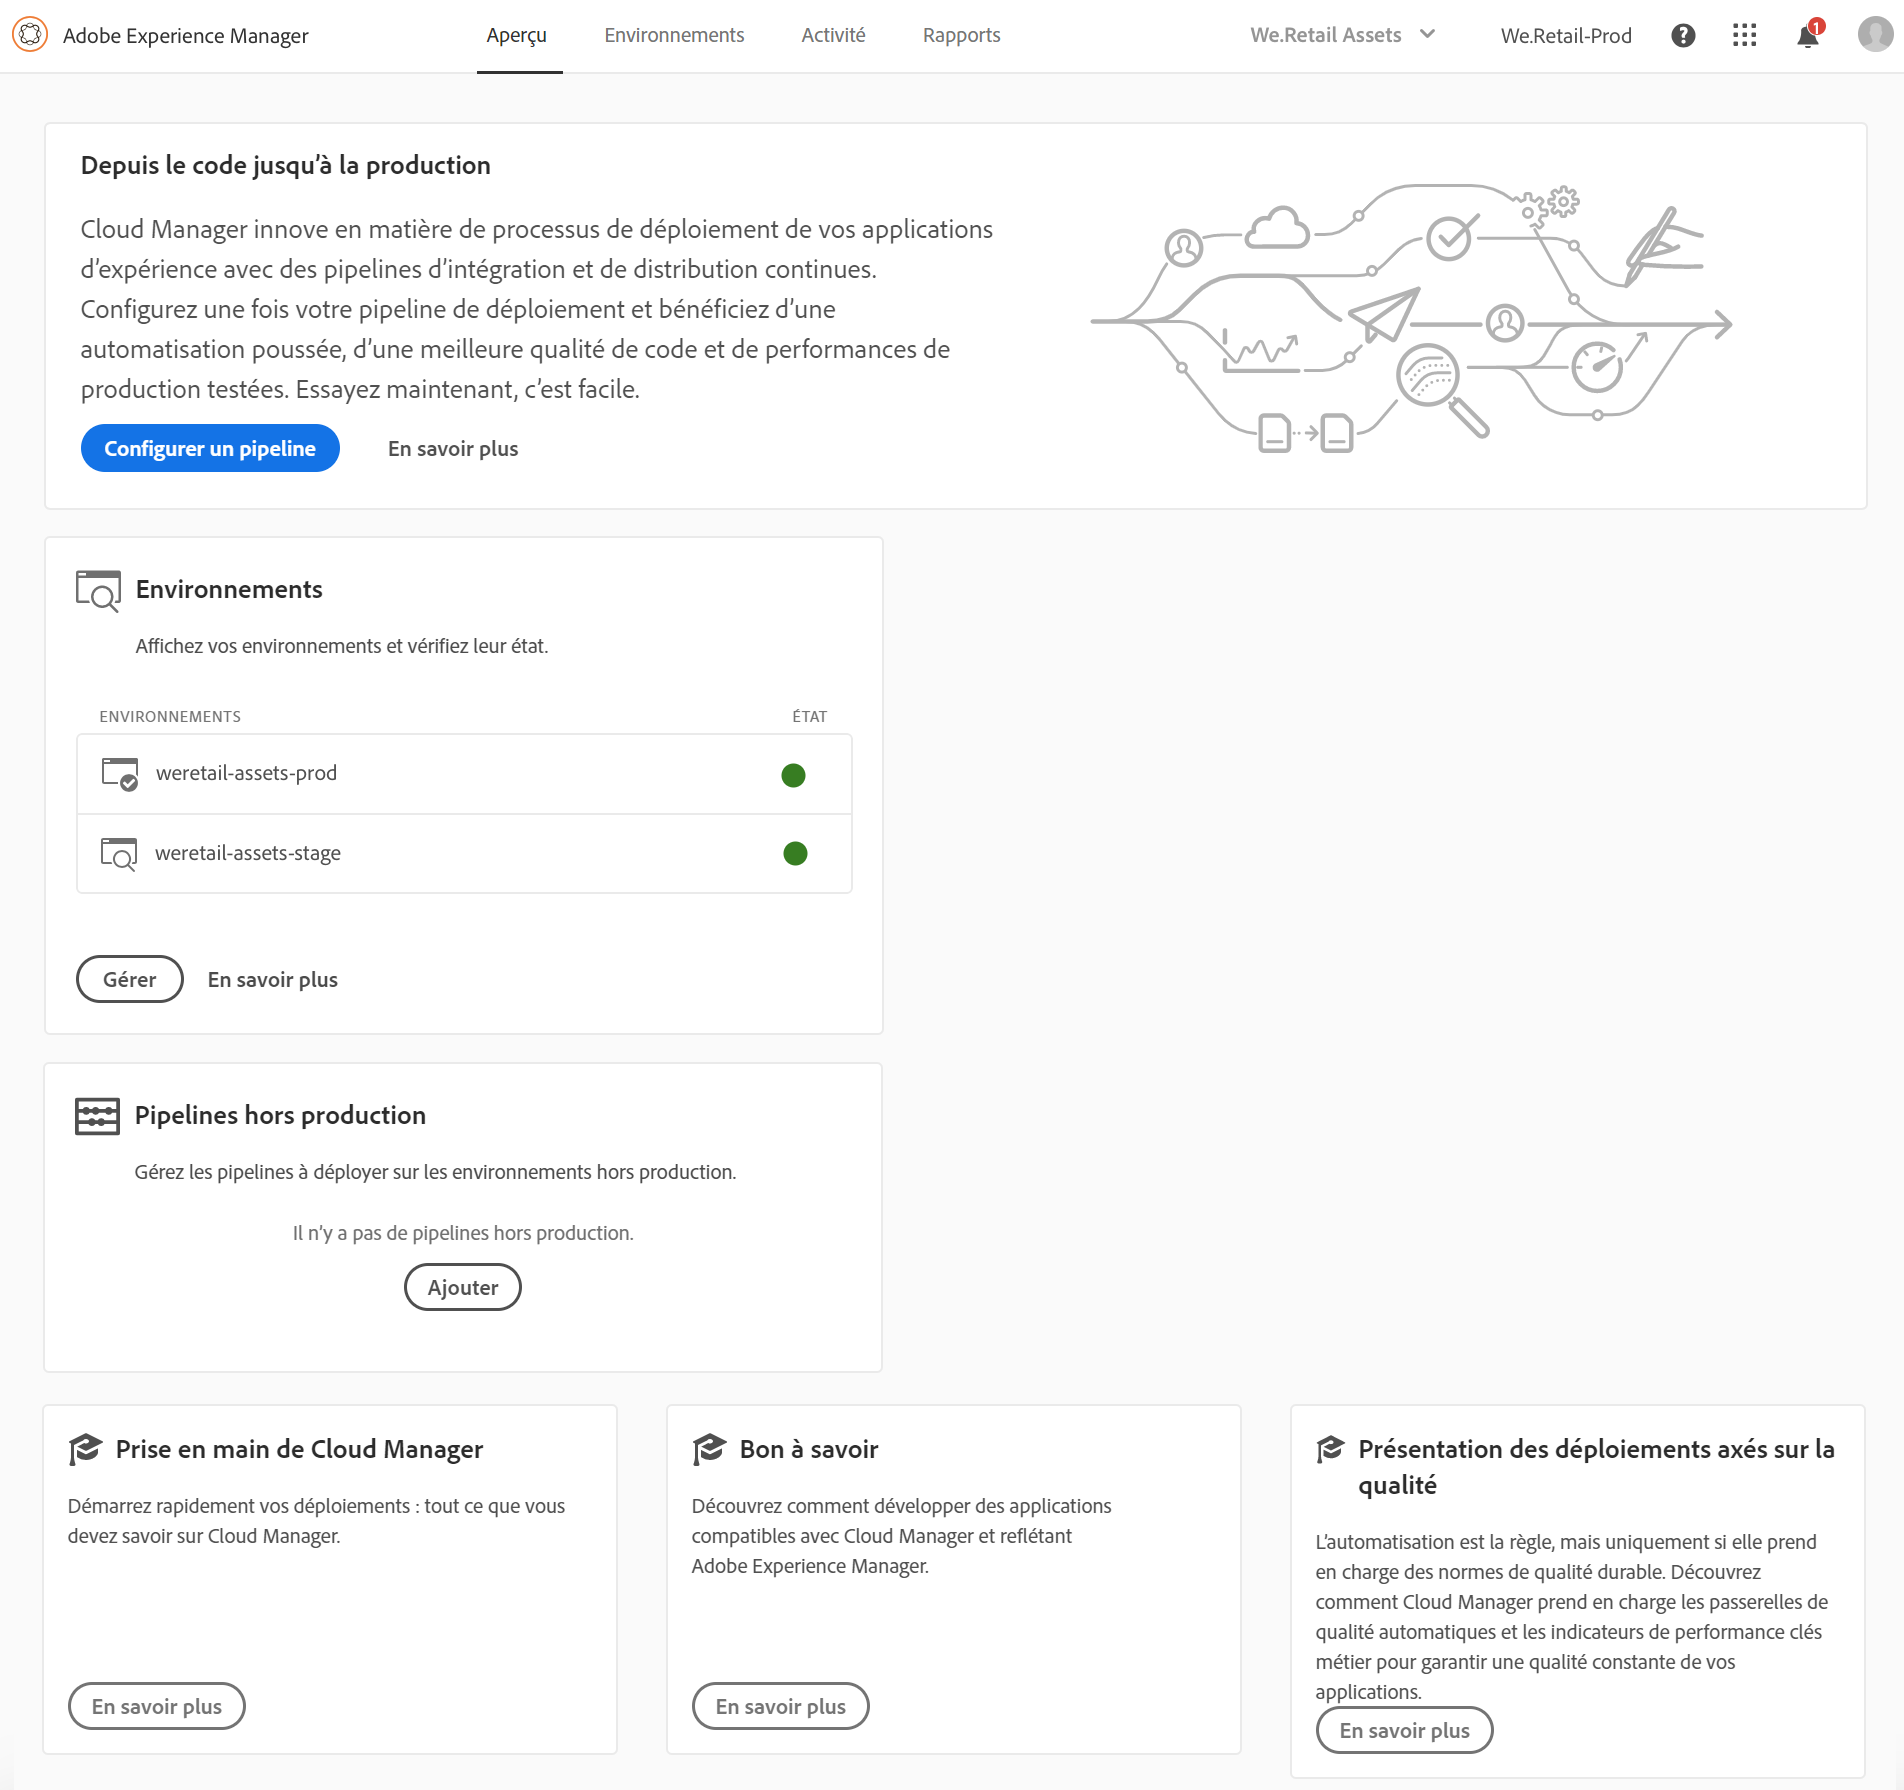 Adobe Experience Manager
Aperçu
Environnements
Activité
Rapports
We.Retail Assets
We.Retail-Prod
?
1
Depuis le code jusqu’à la production
Cloud Manager innove en matière de processus de déploiement de vos applications
d’expérience avec des pipelines d’intégration et de distribution continues.
Configurez une fois votre pipeline de déploiement et bénéficiez d’une
automatisation poussée, d’une meilleure qualité de code et de performances de
production testées. Essayez maintenant, c’est facile.
Configurer un pipeline
En savoir plus
Environnements
Affichez vos environnements et vérifiez leur état.
ENVIRONNEMENTS
ÉTAT
weretail-assets-prod
weretail-assets-stage
Gérer
En savoir plus
Pipelines hors production
Gérez les pipelines à déployer sur les environnements hors production.
Il n’y a pas de pipelines hors production.
Ajouter
Prise en main de Cloud Manager
Démarrez rapidement vos déploiements : tout ce que vous
devez savoir sur Cloud Manager.
En savoir plus
Bon à savoir
Découvrez comment développer des applications
compatibles avec Cloud Manager et reflétant
Adobe Experience Manager.
En savoir plus
Présentation des déploiements axés sur la
qualité
L’automatisation est la règle, mais uniquement si elle prend
en charge des normes de qualité durable. Découvrez
comment Cloud Manager prend en charge les passerelles de
qualité automatiques et les indicateurs de performance clés
métier pour garantir une qualité constante de vos
applications.
En savoir plus